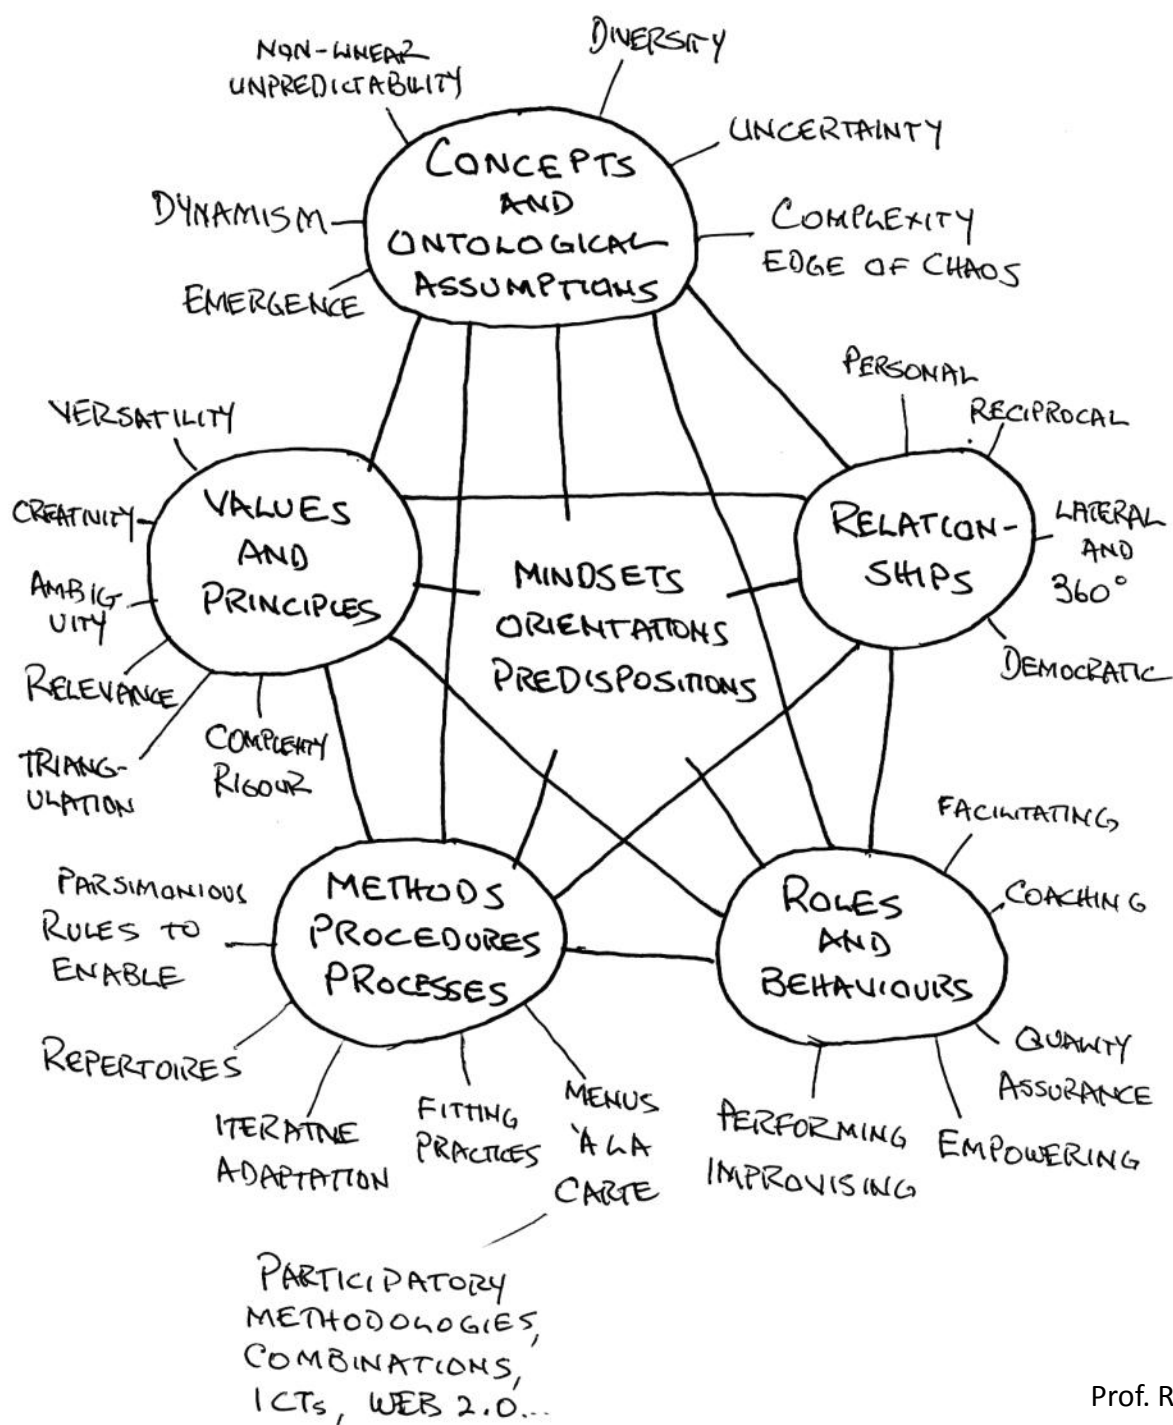 NON-LINEAR
UNPREDICTABILITY
DIVERSITY
UNCERTAINTY
DYNAMISM
COMPLEXITY
EDGE OF CHAOS
EMERGENCE
CONCEPTS
AND
ONTOLOGICAL
ASSUMPTIONS
PERSONAL
RECIPROCAL
LATERAL
AND
360°
DEMOCRATIC
RELATION-
SHIPS
VERSATILITY
CREATIVITY
AMBIG
UITY
RELEVANCE
TRIANG-
ULATION
COMPLEXITY
RIGOUR
VALUES
AND
PRINCIPLES
MINDSETS
ORIENTATIONS
PREDISPOSITIONS
METHODS
PROCEDURES
PROCESSES
PARSIMONIOUS
RULES TO
ENABLE
REPERTOIRES
ITERATIVE
ADAPTATION
FITTING
PRACTICES
MENUS
À LA
CARTE
PARTICIPATORY
METHODOLOGIES,
COMBINATIONS,
ICTs, WEB 2.0...
ROLES
AND
BEHAVIOURS
FACILITATING
COACHING
QUALITY
ASSURANCE
EMPOWERING
PERFORMING
IMPROVISING
Prof. R